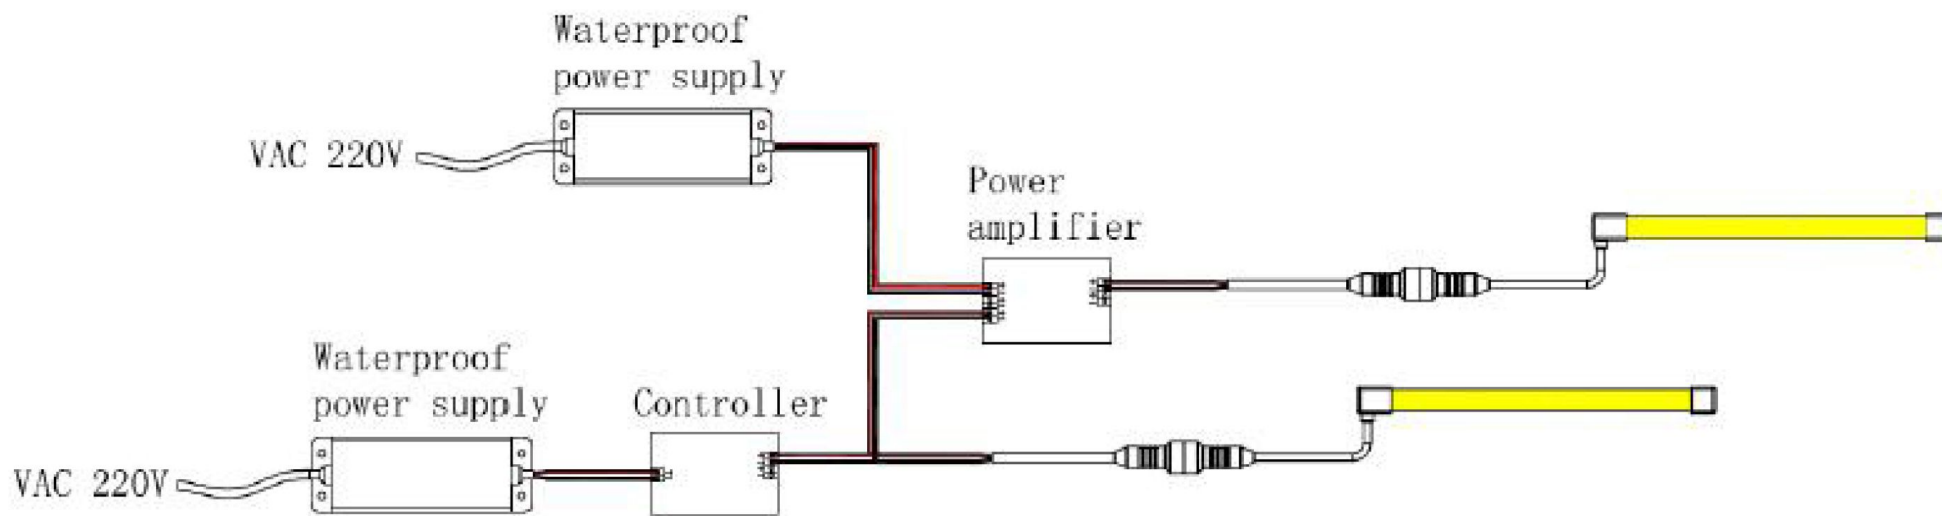 Waterproof
power supply
VAC 220V
Power
amplifier
Waterproof
power supply
Controller
VAC 220V